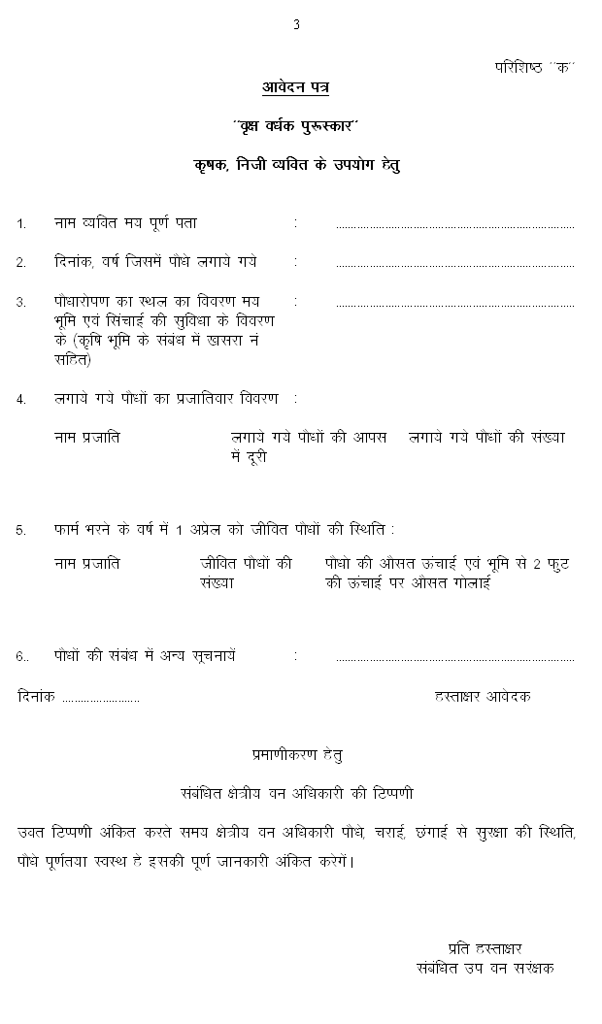 3
परिशिष्ठ ''क''
आवेदन पत्र
''वृक्ष वर्धक पुरूस्कार''
कृषक, निजी व्यक्ति के उपयोग हेतु
1. नाम व्यक्ति मय पूर्ण पता : ................................................................................
2. दिनांक, वर्ष जिसमें पौधे लगाये गये : ................................................................................
3. पौधारोपण का स्थल का विवरण मय : ................................................................................
भूमि एवं सिंचाई की सुविधा के विवरण
के (कृषि भूमि के संबंध में खसरा नं
सहित)
4. लगाये गये पौधों का प्रजातिवार विवरण :
नाम प्रजाति लगाये गये पौधों की आपस लगाये गये पौधों की संख्या
में दूरी
5. फार्म भरने के वर्ष में 1 अप्रेल को जीवित पौधों की स्थिति :
नाम प्रजाति जीवित पौधों की पौधो की औसत ऊंचाई एवं भूमि से 2 फुट
संख्या की ऊंचाई पर औसत गोलाई
6.. पौधों की संबंध में अन्य सूचनायें : ................................................................................
दिनांक ......................... हस्ताक्षर आवेदक
प्रमाणीकरण हेतु
संबंधित क्षेत्रीय वन अधिकारी की टिप्पणी
उक्त टिप्पणी अंकित करते समय क्षेत्रीय वन अधिकारी पौधे, चराई, छंगाई से सुरक्षा की स्थिति,
पौधे पूर्णतया स्वस्थ हे इसकी पूर्ण जानकारी अंकित करेगें।
प्रति हस्ताक्षर
संबंधित उप वन सरंक्षक